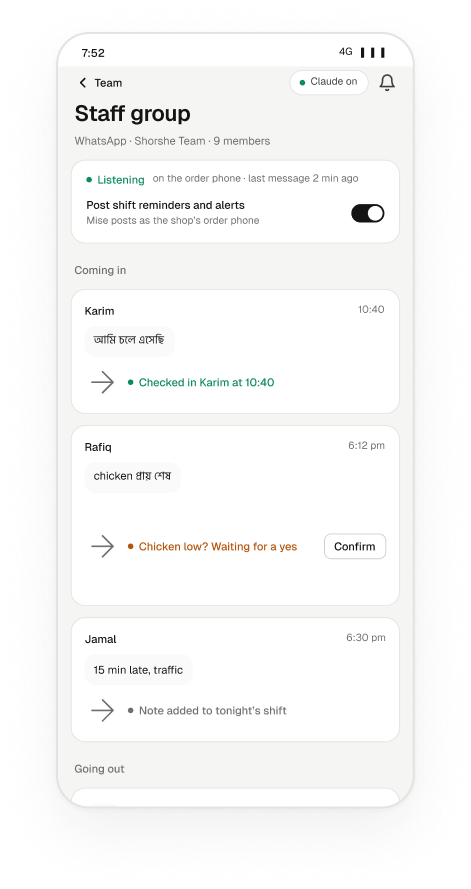 7:52
4G
Team
Claude on
Staff group
WhatsApp · Shorshe Team · 9 members
Listening on the order phone · last message 2 min ago
Post shift reminders and alerts
Mise posts as the shop's order phone
Coming in
Karim 10:40
আমি চলে এসেছি
Checked in Karim at 10:40
Rafiq 6:12 pm
chicken প্রায় শেষ
Chicken low? Waiting for a yes Confirm
Jamal 6:30 pm
15 min late, traffic
Note added to tonight's shift
Going out